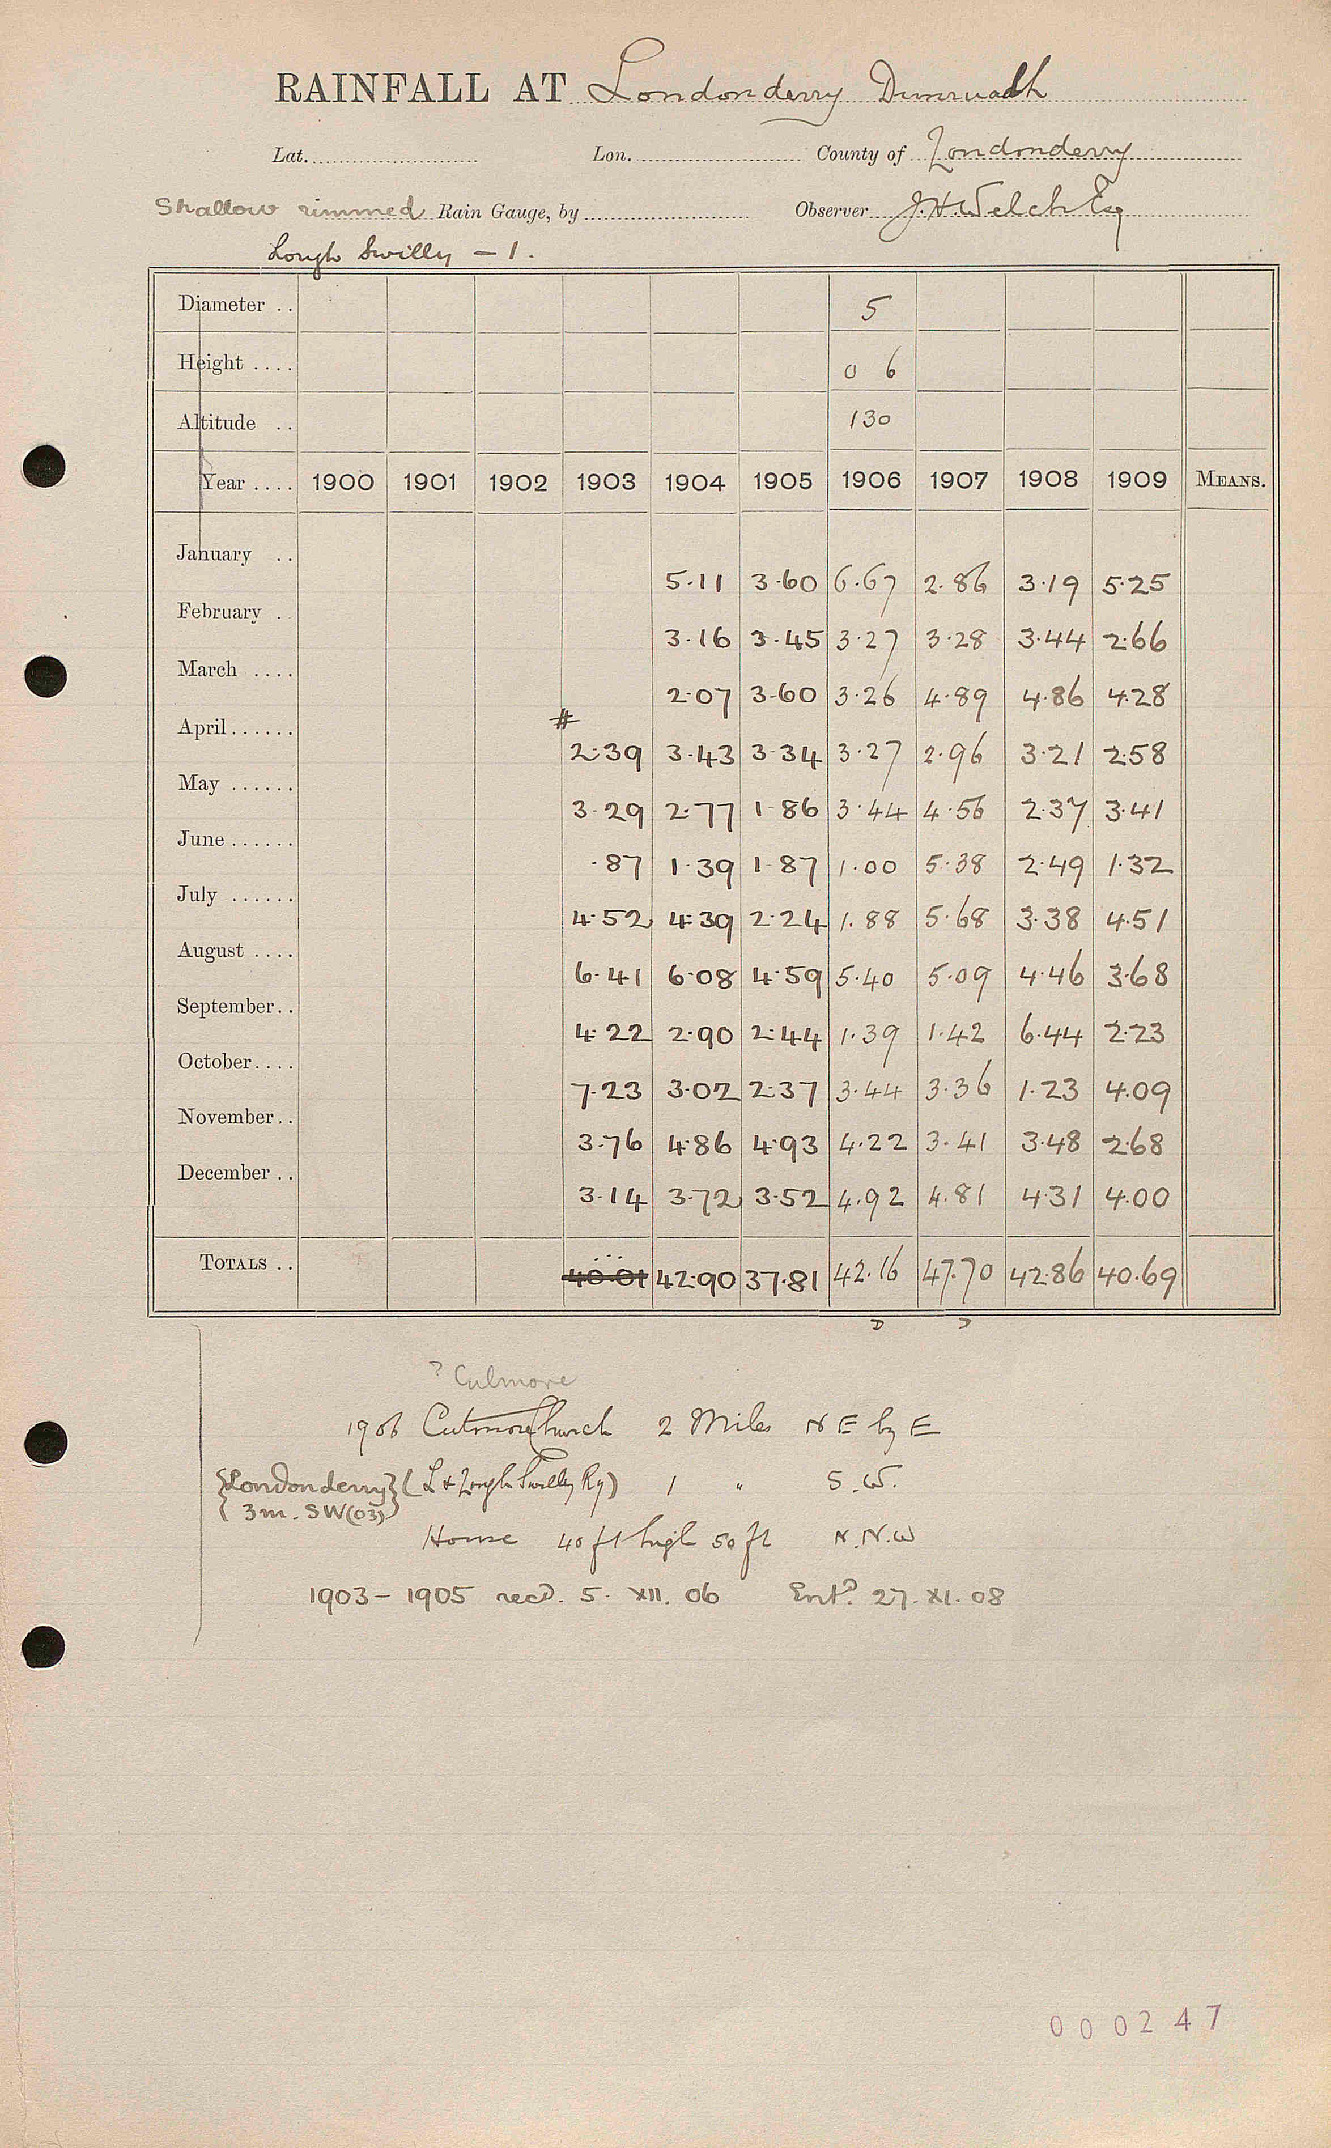 RAINFALL AT Londonderry Dunruadh
Lat. Lon. County of Londonderry
Shallow rimmed Rain Gauge, by Observer J. H. Welch Esq
Lough Swilly – 1.
Diameter .. 5
Height .... 0 6
Altitude .. 130
Year .... 1900 1901 1902 1903 1904 1905 1906 1907 1908 1909 MEANS.
January .. 5.11 3.60 6.67 2.86 3.19 5.25
February .. 3.16 3.45 3.27 3.28 3.44 2.66
March .... 2.07 3.60 3.26 4.89 4.86 4.28
#
April ...... 2.39 3.43 3.34 3.27 2.96 3.21 2.58
May ...... 3.29 2.77 1.86 3.44 4.56 2.37 3.41
June ...... .87 1.39 1.87 1.00 5.38 2.49 1.32
July ...... 4.52 4.39 2.24 1.88 5.68 3.38 4.51
August .... 6.41 6.08 4.59 5.40 5.09 4.46 3.68
September .. 4.22 2.90 2.44 1.39 1.42 6.44 2.23
October .... 7.23 3.02 2.37 3.44 3.36 1.23 4.09
November .. 3.76 4.86 4.93 4.22 3.41 3.48 2.68
December .. 3.14 3.72 3.52 4.92 4.81 4.31 4.00
TOTALS .. 40.01 42.90 37.81 42.16 47.70 42.86 40.69
D D
? Culmore
1906 Culmore Church 2 Miles N E by E
{Londonderry} (L & Lough Swilly Ry) 1 " S.W.
{3m. SW (03)}
House 40 ft high 50 ft N.N.W
1903 – 1905 recd. 5. XII. 06 Entd. 27. XI. 08
000247